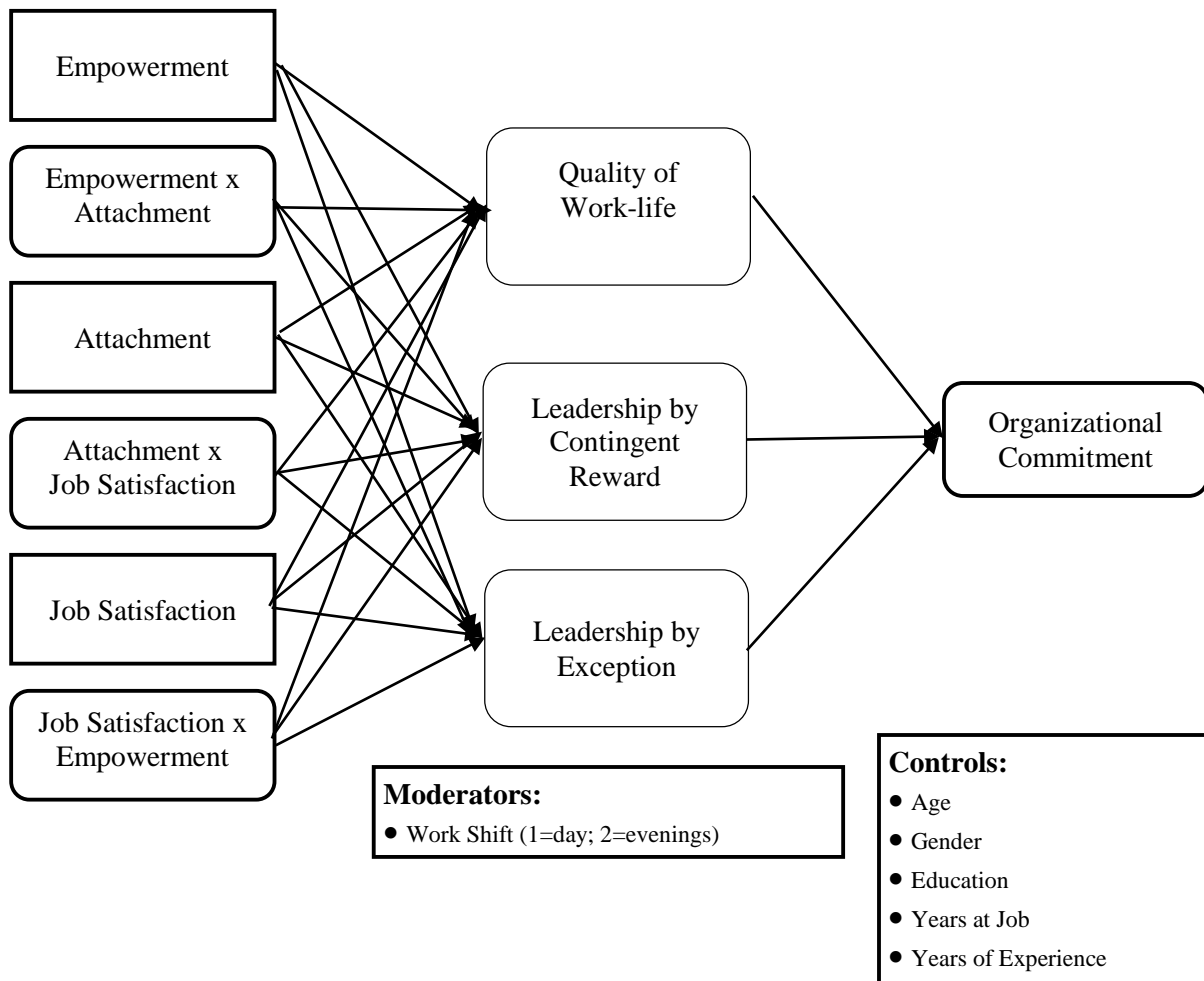 Empowerment
Empowerment x
Attachment
Attachment
Attachment x
Job Satisfaction
Job Satisfaction
Job Satisfaction x
Empowerment
Quality of
Work-life
Leadership by
Contingent
Reward
Leadership by
Exception
Organizational
Commitment
Moderators:
● Work Shift (1=day; 2=evenings)
Controls:
● Age
● Gender
● Education
● Years at Job
● Years of Experience